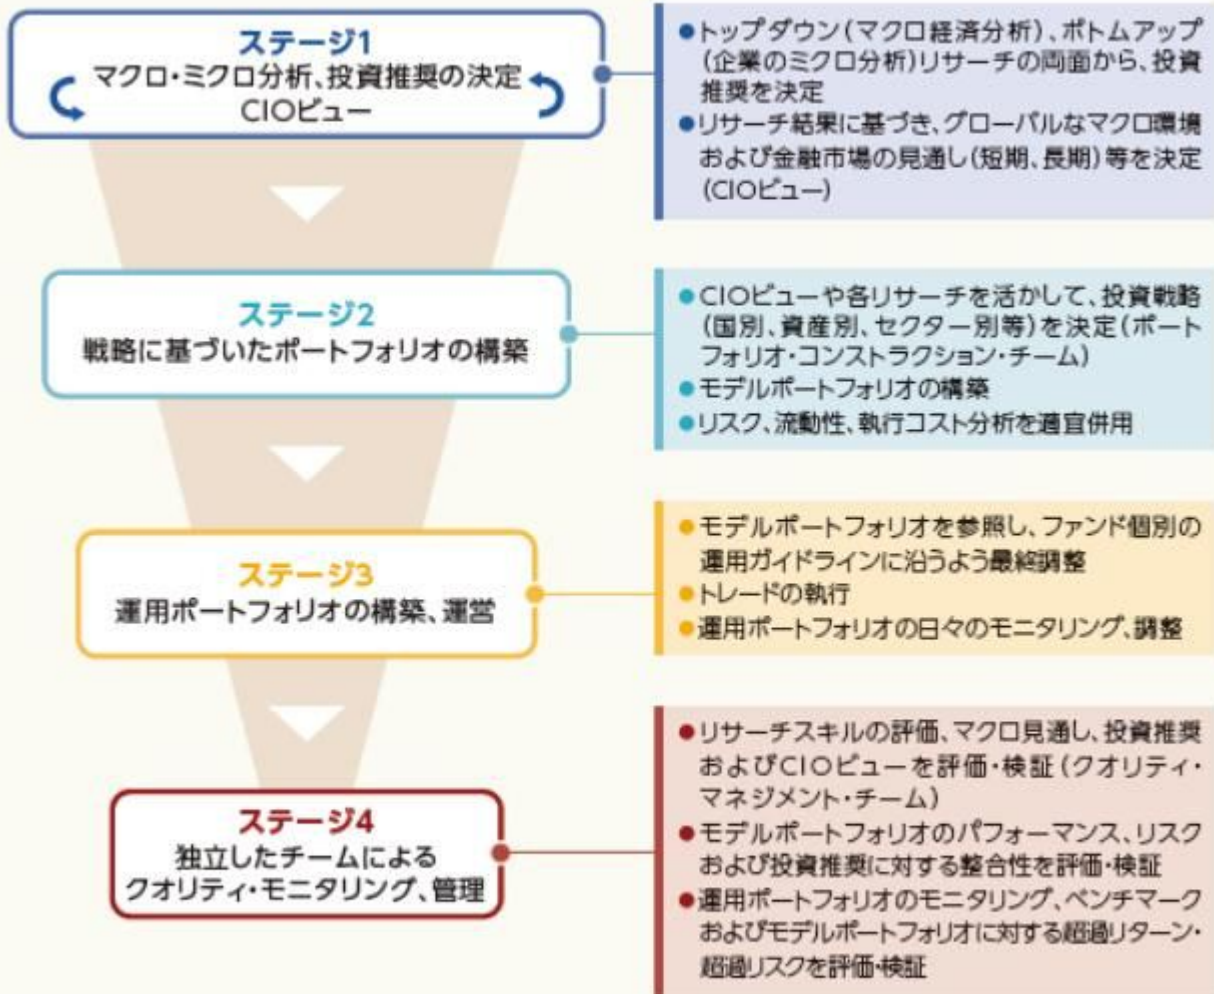 ステージ1
マクロ・ミクロ分析、投資推奨の決定
CIOビュー
●トップダウン(マクロ経済分析)、ボトムアップ
(企業のミクロ分析)リサーチの両面から、投資
推奨を決定
●リサーチ結果に基づき、グローバルなマクロ環境
および金融市場の見通し(短期、長期)等を決定
(CIOビュー)
ステージ2
戦略に基づいたポートフォリオの構築
●CIOビューや各リサーチを活かして、投資戦略
(国別、資産別、セクター別等)を決定(ポート
フォリオ・コンストラクション・チーム)
●モデルポートフォリオの構築
●リスク、流動性、執行コスト分析を適宜併用
ステージ3
運用ポートフォリオの構築、運営
●モデルポートフォリオを参照し、ファンド個別の
運用ガイドラインに沿うよう最終調整
●トレードの執行
●運用ポートフォリオの日々のモニタリング、調整
ステージ4
独立したチームによる
クオリティ・モニタリング、管理
●リサーチスキルの評価、マクロ見通し、投資推奨
およびCIOビューを評価・検証(クオリティ・
マネジメント・チーム)
●モデルポートフォリオのパフォーマンス、リスク
および投資推奨に対する整合性を評価・検証
●運用ポートフォリオのモニタリング、ベンチマーク
およびモデルポートフォリオに対する超過リターン・
超過リスクを評価・検証